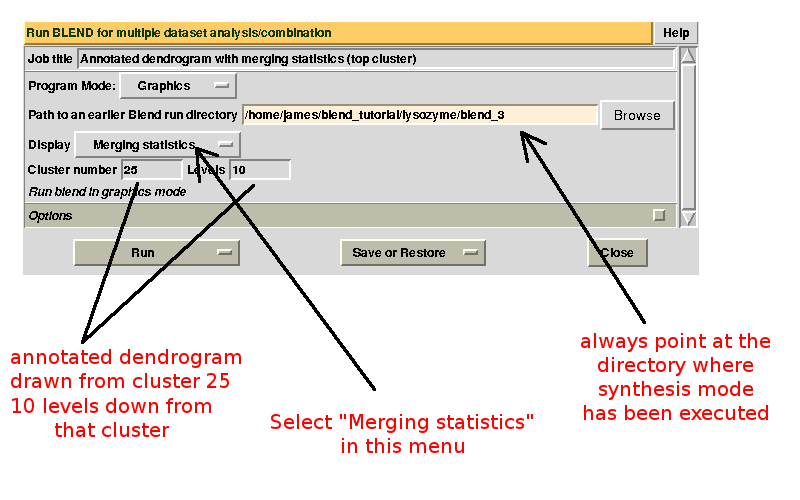 Run BLEND for multiple dataset analysis/combination Help
Job title Annotated dendrogram with merging statistics (top cluster)
Program Mode: Graphics
Path to an earlier Blend run directory /home/james/blend_tutorial/lysozyme/blend_3 Browse
Display Merging statistics
Cluster number 25 Levels 10
Run blend in graphics mode
Options
Run Save or Restore Close
annotated dendrogram
drawn from cluster 25
10 levels down from
that cluster
Select "Merging statistics"
in this menu
always point at the
directory where
synthesis mode
has been executed